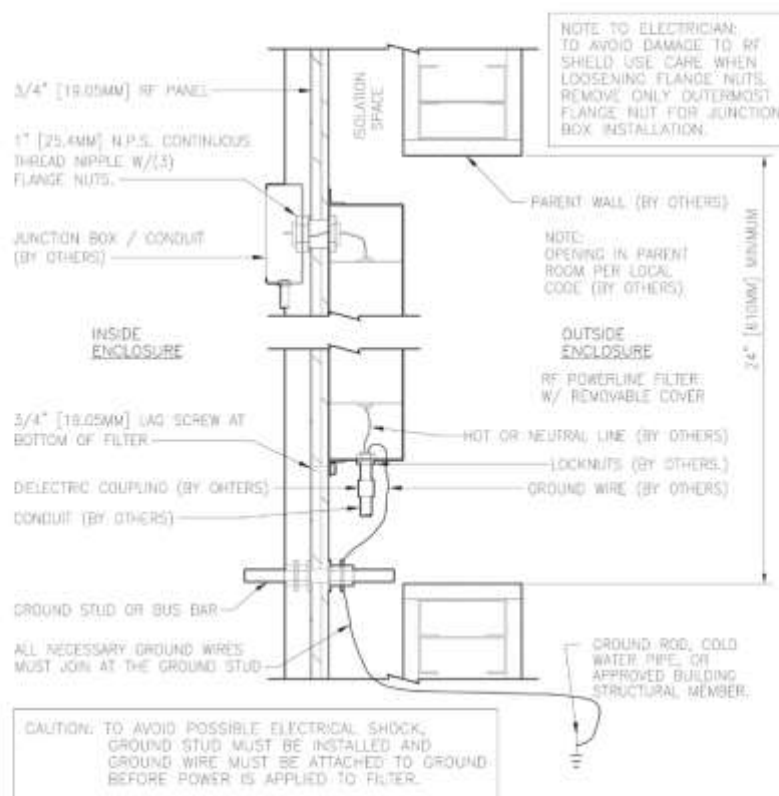 NOTE TO ELECTRICIAN:
TO AVOID DAMAGE TO RF
SHIELD USE CARE WHEN
LOOSENING FLANGE NUTS.
REMOVE ONLY OUTERMOST
FLANGE NUT FOR JUNCTION
BOX INSTALLATION.
3/4" [19.05MM] RF PANEL
ISOLATION
SPACE
1" [25.4MM] N.P.S. CONTINUOUS
THREAD NIPPLE W/(3)
FLANGE NUTS.
PARENT WALL (BY OTHERS)
JUNCTION BOX / CONDUIT
(BY OTHERS)
NOTE:
OPENING IN PARENT
ROOM PER LOCAL
CODE (BY OTHERS)
24" [610MM] MINIMUM
INSIDE
ENCLOSURE
OUTSIDE
ENCLOSURE
RF POWERLINE FILTER
W/ REMOVABLE COVER
3/4" [19.05MM] LAG SCREW AT
BOTTOM OF FILTER
HOT OR NEUTRAL LINE (BY OTHERS)
LOCKNUTS (BY OTHERS.)
DIELECTRIC COUPLING (BY OHTERS)
GROUND WIRE (BY OTHERS)
CONDUIT (BY OTHERS)
GROUND STUD OR BUS BAR
ALL NECESSARY GROUND WIRES
MUST JOIN AT THE GROUND STUD
GROUND ROD, COLD
WATER PIPE, OR
APPROVED BUILDING
STRUCTURAL MEMBER.
CAUTION: TO AVOID POSSIBLE ELECTRICAL SHOCK,
GROUND STUD MUST BE INSTALLED AND
GROUND WIRE MUST BE ATTACHED TO GROUND
BEFORE POWER IS APPLIED TO FILTER.